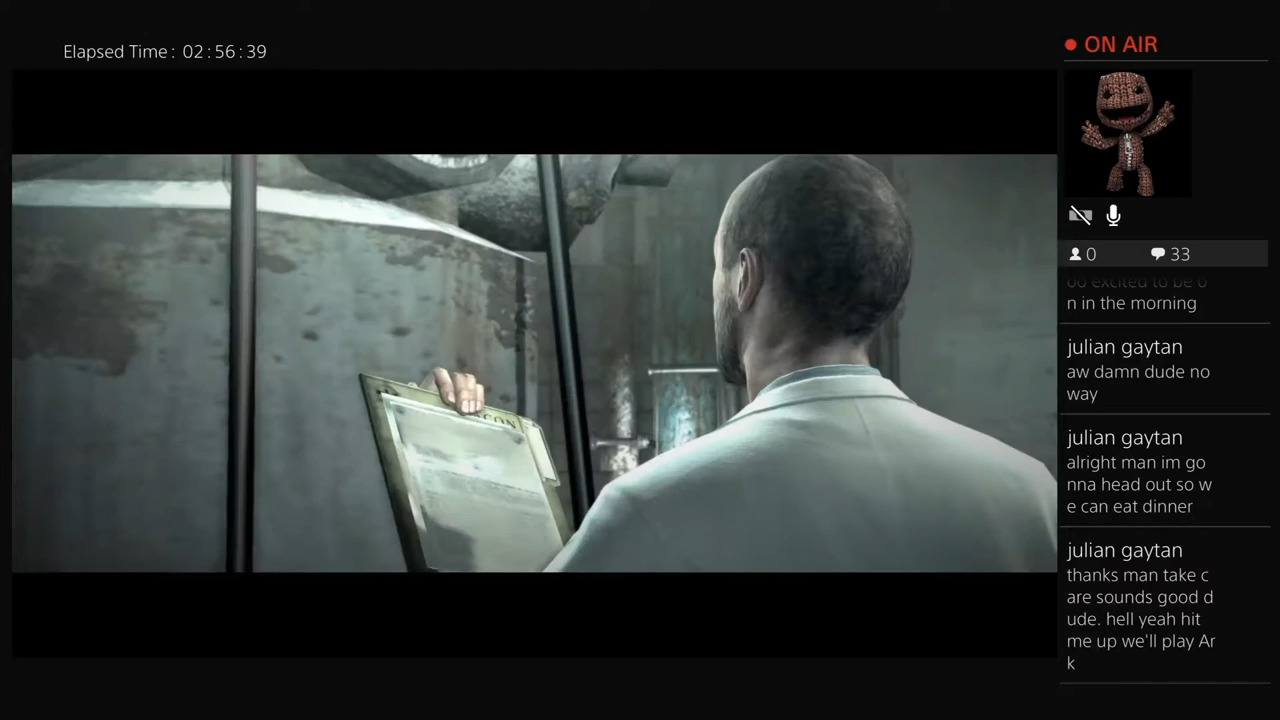 Elapsed Time: 02:56:39
ON AIR
0
33
n in the morning
julian gaytan
aw damn dude no
way
julian gaytan
alright man im go
nna head out so w
e can eat dinner
julian gaytan
thanks man take c
are sounds good d
ude. hell yeah hit
me up we'll play Ar
k